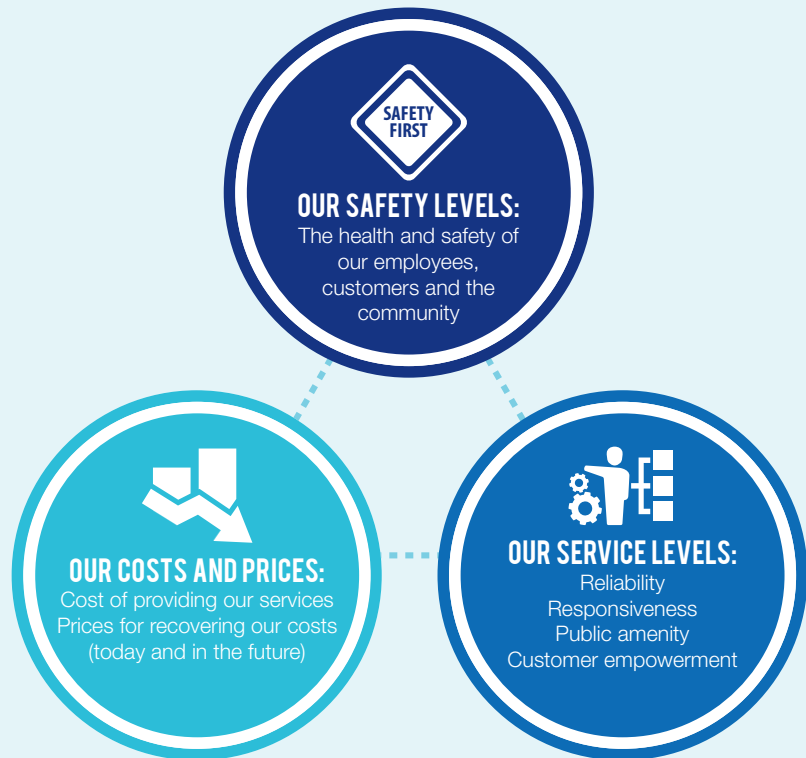 SAFETY
FIRST
OUR SAFETY LEVELS:
The health and safety of
our employees,
customers and the
community
OUR COSTS AND PRICES:
Cost of providing our services
Prices for recovering our costs
(today and in the future)
OUR SERVICE LEVELS:
Reliability
Responsiveness
Public amenity
Customer empowerment